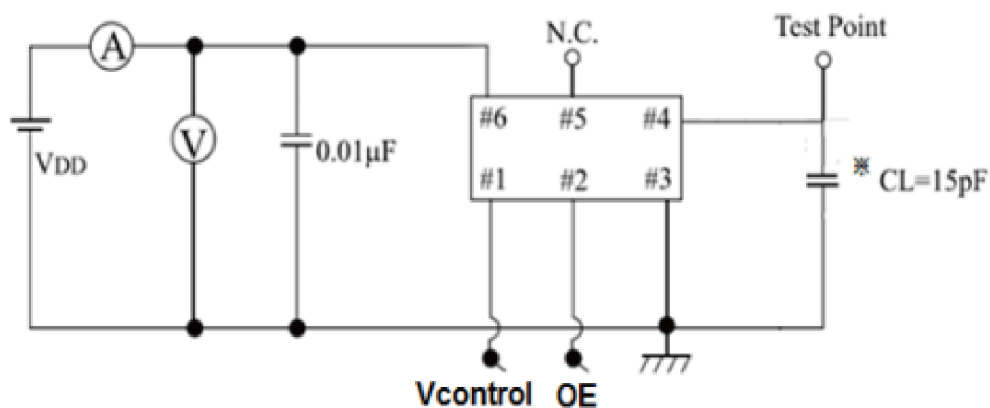 N.C.
Test Point
A
V
VDD
0.01μF
#6 #5 #4
#1 #2 #3
※ CL=15pF
Vcontrol OE